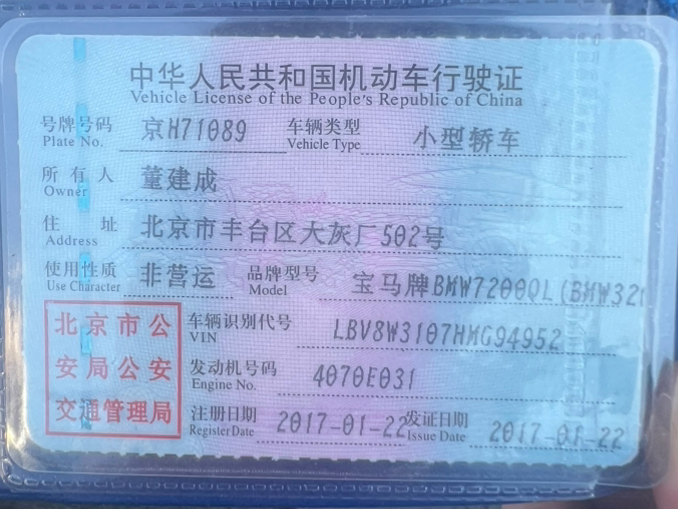 中华人民共和国机动车行驶证
Vehicle License of the People's Republic of China
号牌号码 京H71089 车辆类型 小型轿车
Plate No. Vehicle Type
所有人 董建成
Owner
住址 北京市丰台区大灰厂502号
Address
使用性质 非营运 品牌型号 宝马牌BMW7200QL(BMW32
Use Character Model
北京市公 车辆识别代号 LBV8W3107HMG94952
VIN
安局公安 发动机号码 4070E031
Engine No.
交通管理局 注册日期 2017-01-22 发证日期 2017-01-22
Register Date Issue Date